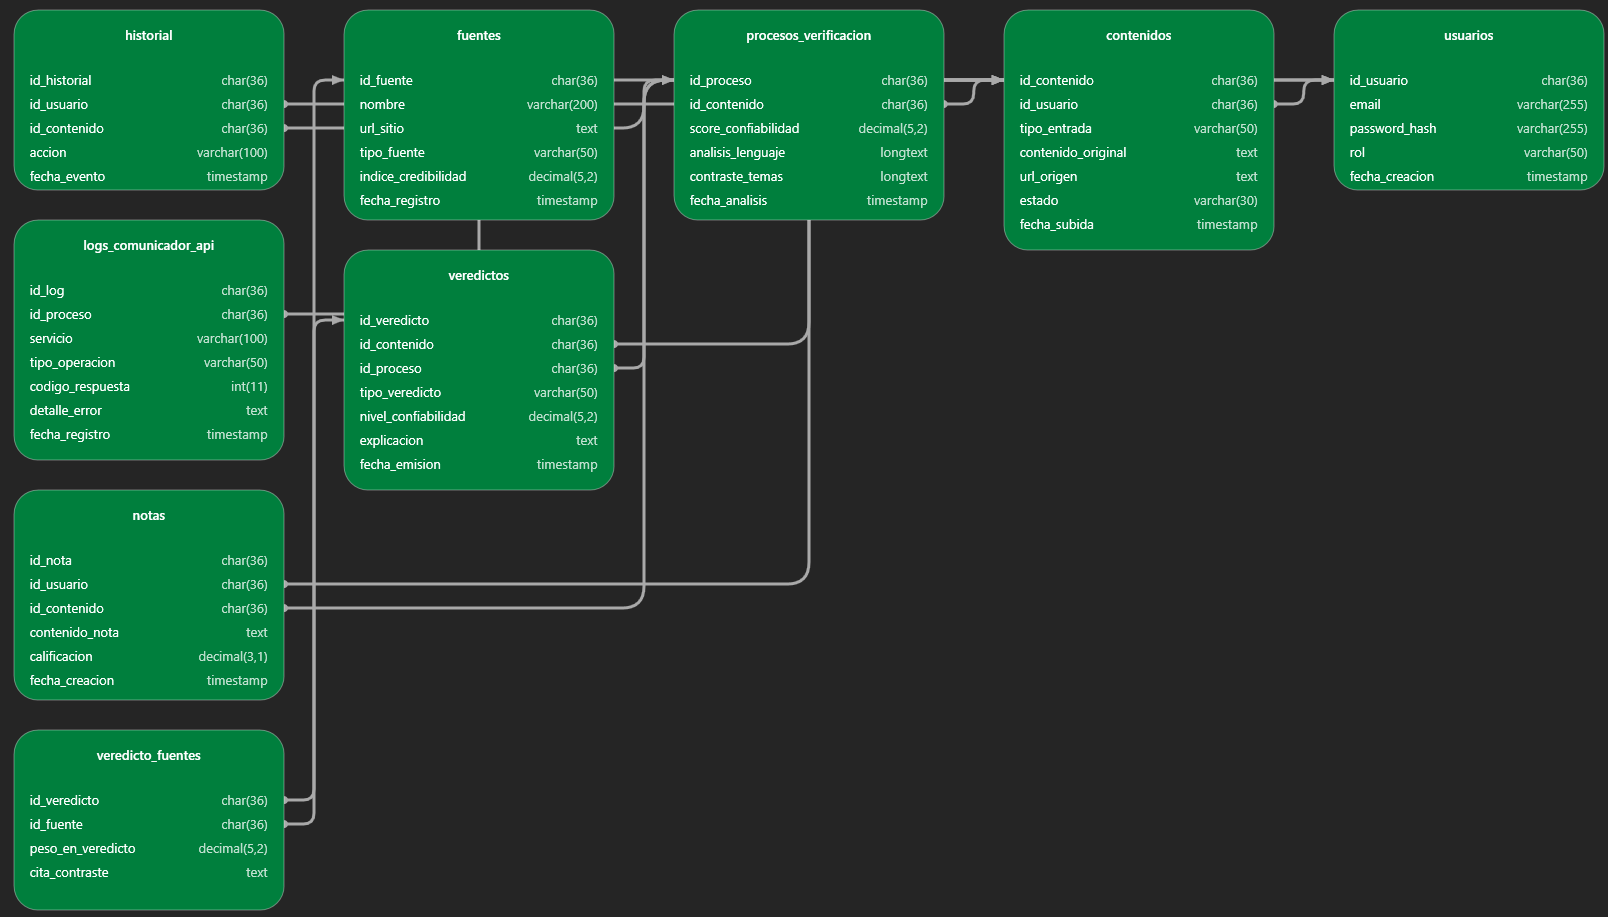 historial
id_historial char(36)
id_usuario char(36)
id_contenido char(36)
accion varchar(100)
fecha_evento timestamp
fuentes
id_fuente char(36)
nombre varchar(200)
url_sitio text
tipo_fuente varchar(50)
indice_credibilidad decimal(5,2)
fecha_registro timestamp
procesos_verificacion
id_proceso char(36)
id_contenido char(36)
score_confiabilidad decimal(5,2)
analisis_lenguaje longtext
contraste_temas longtext
fecha_analisis timestamp
contenidos
id_contenido char(36)
id_usuario char(36)
tipo_entrada varchar(50)
contenido_original text
url_origen text
estado varchar(30)
fecha_subida timestamp
usuarios
id_usuario char(36)
email varchar(255)
password_hash varchar(255)
rol varchar(50)
fecha_creacion timestamp
logs_comunicador_api
id_log char(36)
id_proceso char(36)
servicio varchar(100)
tipo_operacion varchar(50)
codigo_respuesta int(11)
detalle_error text
fecha_registro timestamp
veredictos
id_veredicto char(36)
id_contenido char(36)
id_proceso char(36)
tipo_veredicto varchar(50)
nivel_confiabilidad decimal(5,2)
explicacion text
fecha_emision timestamp
notas
id_nota char(36)
id_usuario char(36)
id_contenido char(36)
contenido_nota text
calificacion decimal(3,1)
fecha_creacion timestamp
veredicto_fuentes
id_veredicto char(36)
id_fuente char(36)
peso_en_veredicto decimal(5,2)
cita_contraste text